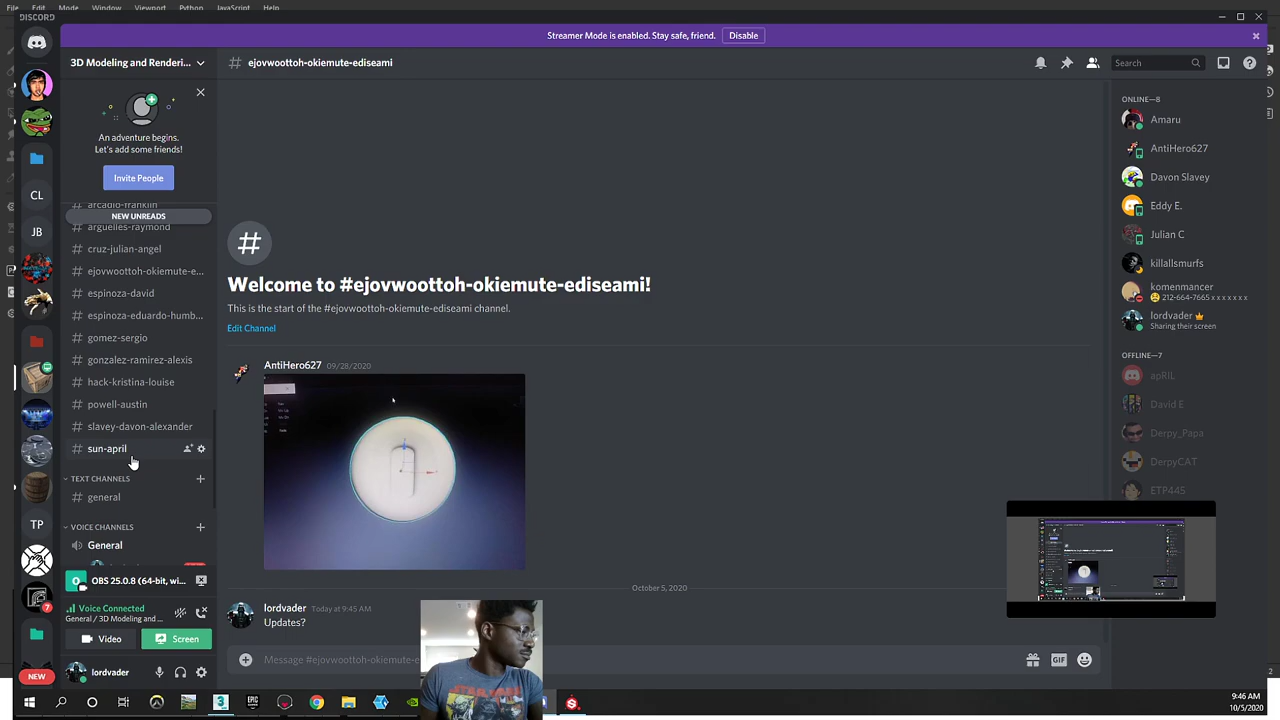 File Edit Mode Window Maya Viewport Python JavaScript Help
DISCORD
Streamer Mode is enabled. Stay safe, friend. Disable
3D Modeling and Renderi...
# ejovwoottoh-okiemute-ediseami
Search
An adventure begins.
Let's add some friends!
Invite People
arcadio-franklin
NEW UNREADS
# arguelles-raymond
# cruz-julian-angel
# ejovwoottoh-okiemute-e...
# espinoza-david
# espinoza-eduardo-humb...
# gomez-sergio
# gonzalez-ramirez-alexis
# hack-kristina-louise
# powell-austin
# slavey-davon-alexander
# sun-april
TEXT CHANNELS
# general
VOICE CHANNELS
General
OBS 25.0.8 (64-bit, wi...
Voice Connected
General / 3D Modeling and ...
Video
Screen
lordvader
CL
JB
TP
7
NEW
#
Welcome to #ejovwoottoh-okiemute-ediseami!
This is the start of the #ejovwoottoh-okiemute-ediseami channel.
Edit Channel
AntiHero627 09/28/2020
October 5, 2020
lordvader Today at 9:45 AM
Updates?
Message #ejovwoottoh-okiemute-e
GIF
ONLINE—8
Amaru
AntiHero627
Davon Slavey
Eddy E.
Julian C
killallsmurfs
komenmancer
212-664-7665 x x x x x x
lordvader
Sharing their screen
OFFLINE—7
apRIL
David E
Derpy_Papa
DerpyCAT
ETP445
9:46 AM
10/5/2020